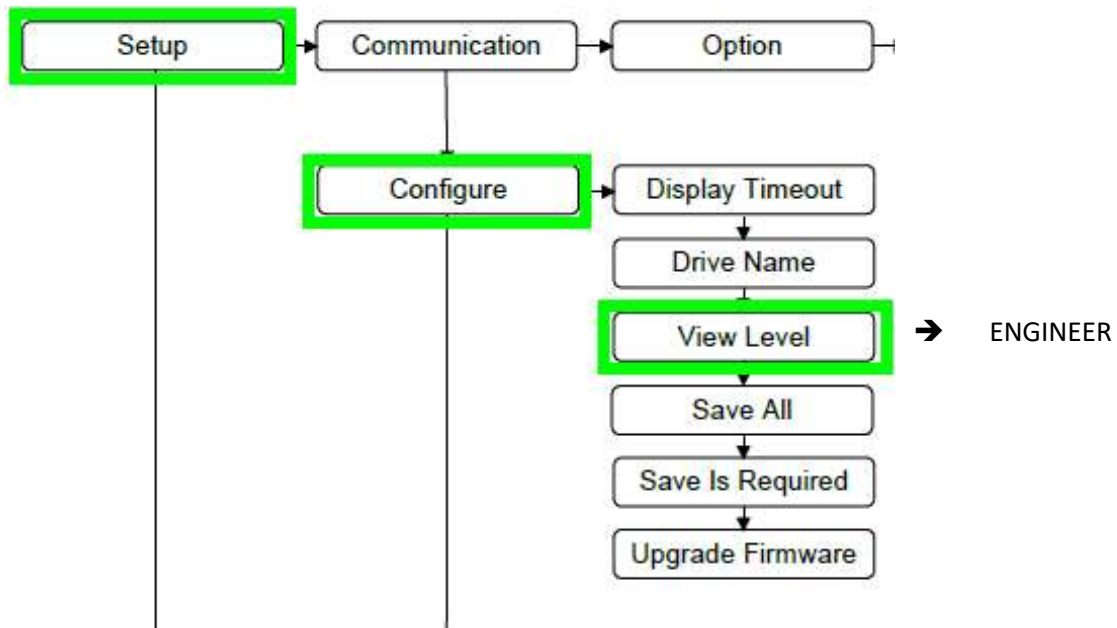 Setup
Communication
Option
Configure
Display Timeout
Drive Name
View Level
➔ ENGINEER
Save All
Save Is Required
Upgrade Firmware